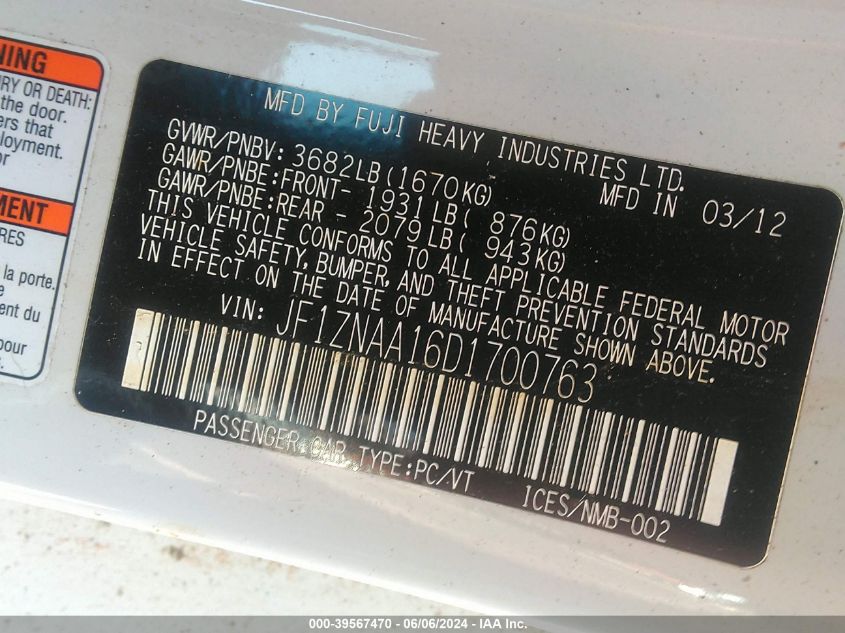 NING
RY OR DEATH:
the door.
ers that
ployment.
or
MENT
RES
la porte.
e
ment du
pour
MFD BY FUJI HEAVY INDUSTRIES LTD.
GVWR/PNBV: 3682LB(1670KG) MFD IN 03/12
GAWR/PNBE:FRONT- 1931LB( 876KG)
GAWR/PNBE:REAR - 2079LB( 943KG)
THIS VEHICLE CONFORMS TO ALL APPLICABLE FEDERAL MOTOR
VEHICLE SAFETY, BUMPER, AND THEFT PREVENTION STANDARDS
IN EFFECT ON THE DATE OF MANUFACTURE SHOWN ABOVE.
VIN: JF1ZNAA16D1700763
PASSENGER CAR TYPE:PC/VT ICES/NMB-002
000-39567470 - 06/06/2024 - IAA Inc.